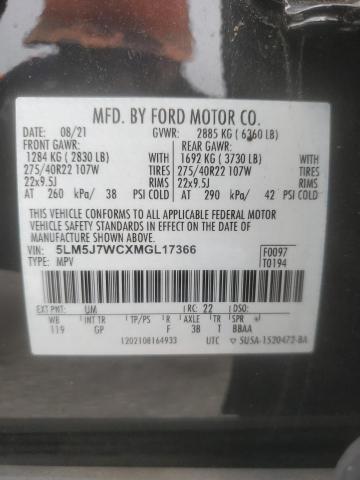 MFD. BY FORD MOTOR CO.
DATE: 08/21 GVWR: 2885 KG ( 6360 LB)
FRONT GAWR: REAR GAWR:
1284 KG ( 2830 LB) WITH 1692 KG ( 3730 LB) WITH
275/40R22 107W TIRES 275/40R22 107W TIRES
22x9.5J RIMS 22x9.5J RIMS
AT 260 kPa/ 38 PSI COLD AT 290 kPa/ 42 PSI COLD
THIS VEHICLE CONFORMS TO ALL APPLICABLE FEDERAL MOTOR
VEHICLE SAFETY STANDARDS IN EFFECT ON THE DATE OF
MANUFACTURE SHOWN ABOVE.
VIN: 5LM5J7WCXMGL17366 F0097
TYPE: MPV T0194
EXT PNT: UM RC: 22 DSO:
WB INT TR TP/PS R AXLE TR SPR
119 GP F 3B T BBAA
1202108164933 UTC 5U5A-1520472-BA